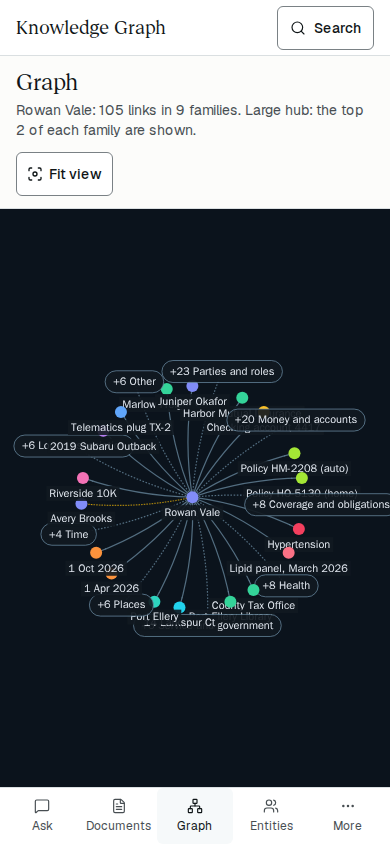 Knowledge Graph
Search
Graph
Rowan Vale: 105 links in 9 families. Large hub: the top
2 of each family are shown.
Fit view
+23 Parties and roles
+6 Other
Juniper Okafor
Marlow
Harbor
+20 Money and accounts
Telematics plug TX-2
2019 Subaru Outback
Policy HM-2208 (auto)
Riverside 10K
Policy HO-5130 (home)
+8 Coverage and obligations
Rowan Vale
Avery Brooks
+4 Time
Hypertension
1 Oct 2026
Lipid panel, March 2026
1 Apr 2026
+8 Health
+6 Places
County Tax Office
Port Ellery
government
Ask
Documents
Graph
Entities
More